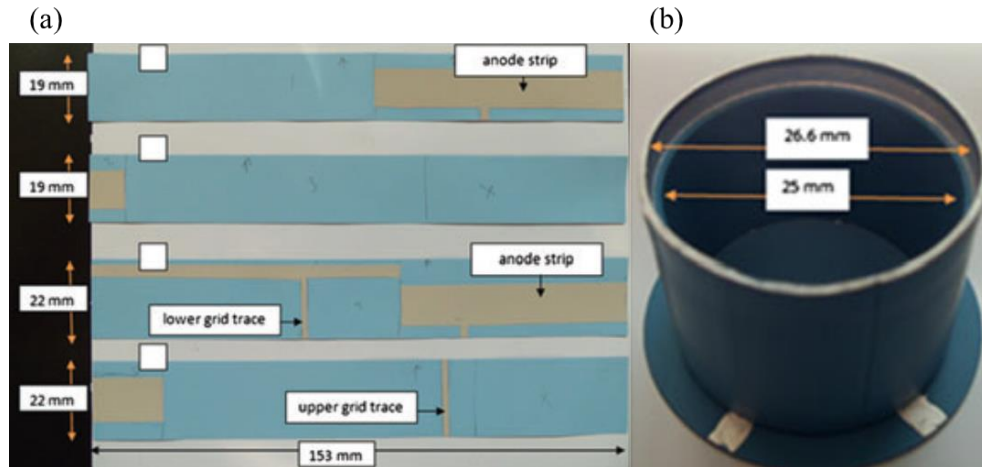 (a)
(b)
19 mm
anode strip
19 mm
22 mm
anode strip
lower grid trace
22 mm
upper grid trace
153 mm
26.6 mm
25 mm